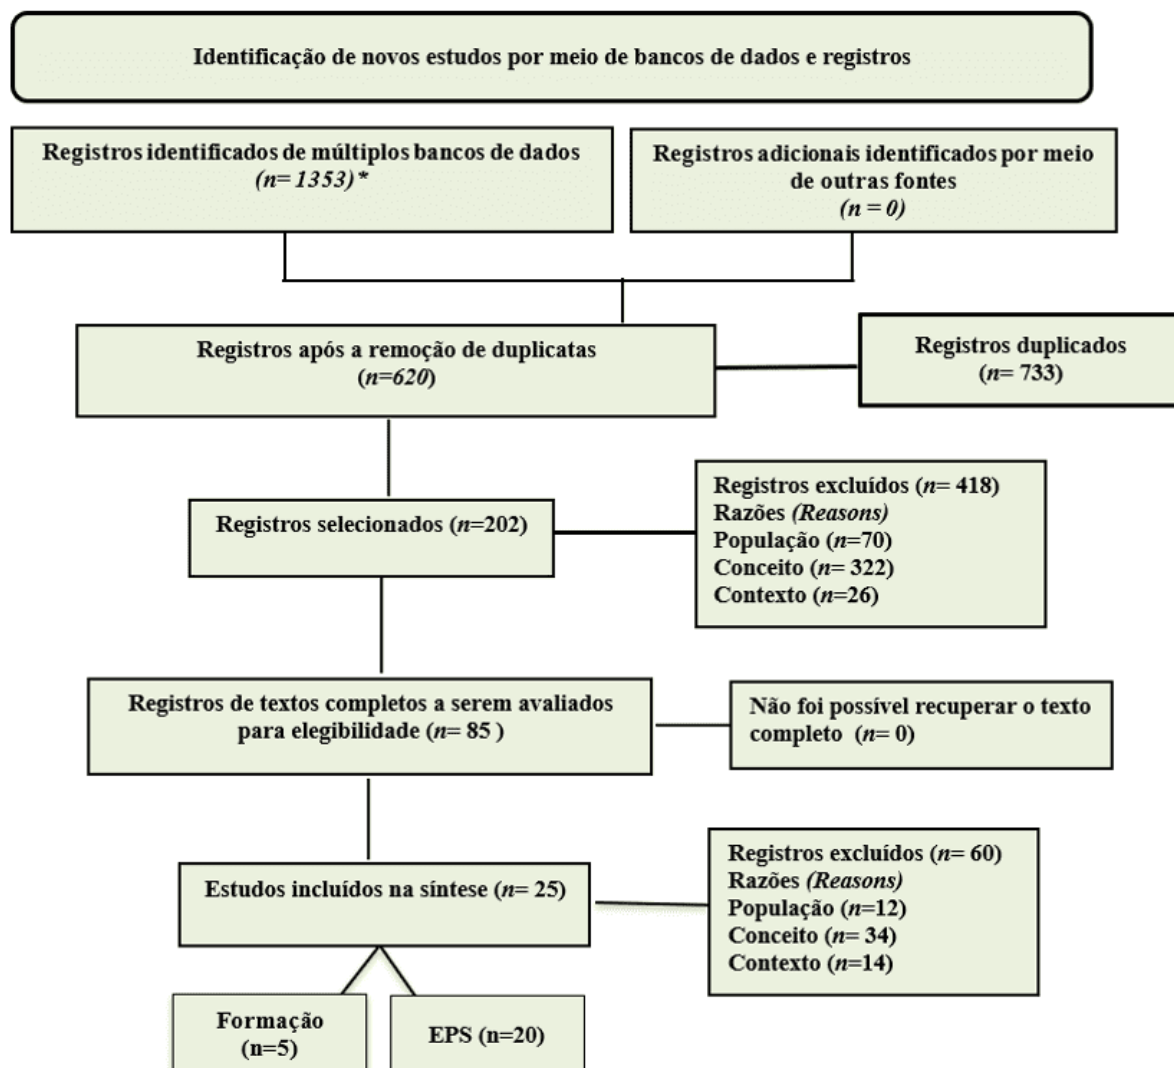 Identificação de novos estudos por meio de bancos de dados e registros
Registros identificados de múltiplos bancos de dados
(n= 1353)*
Registros adicionais identificados por meio
de outras fontes
(n = 0)
Registros após a remoção de duplicatas
(n=620)
Registros duplicados
(n= 733)
Registros selecionados (n=202)
Registros excluídos (n= 418)
Razões (Reasons)
População (n=70)
Conceito (n= 322)
Contexto (n=26)
Registros de textos completos a serem avaliados
para elegibilidade (n= 85 )
Não foi possível recuperar o texto
completo (n= 0)
Estudos incluídos na síntese (n= 25)
Registros excluídos (n= 60)
Razões (Reasons)
População (n=12)
Conceito (n= 34)
Contexto (n=14)
Formação
(n=5)
EPS (n=20)